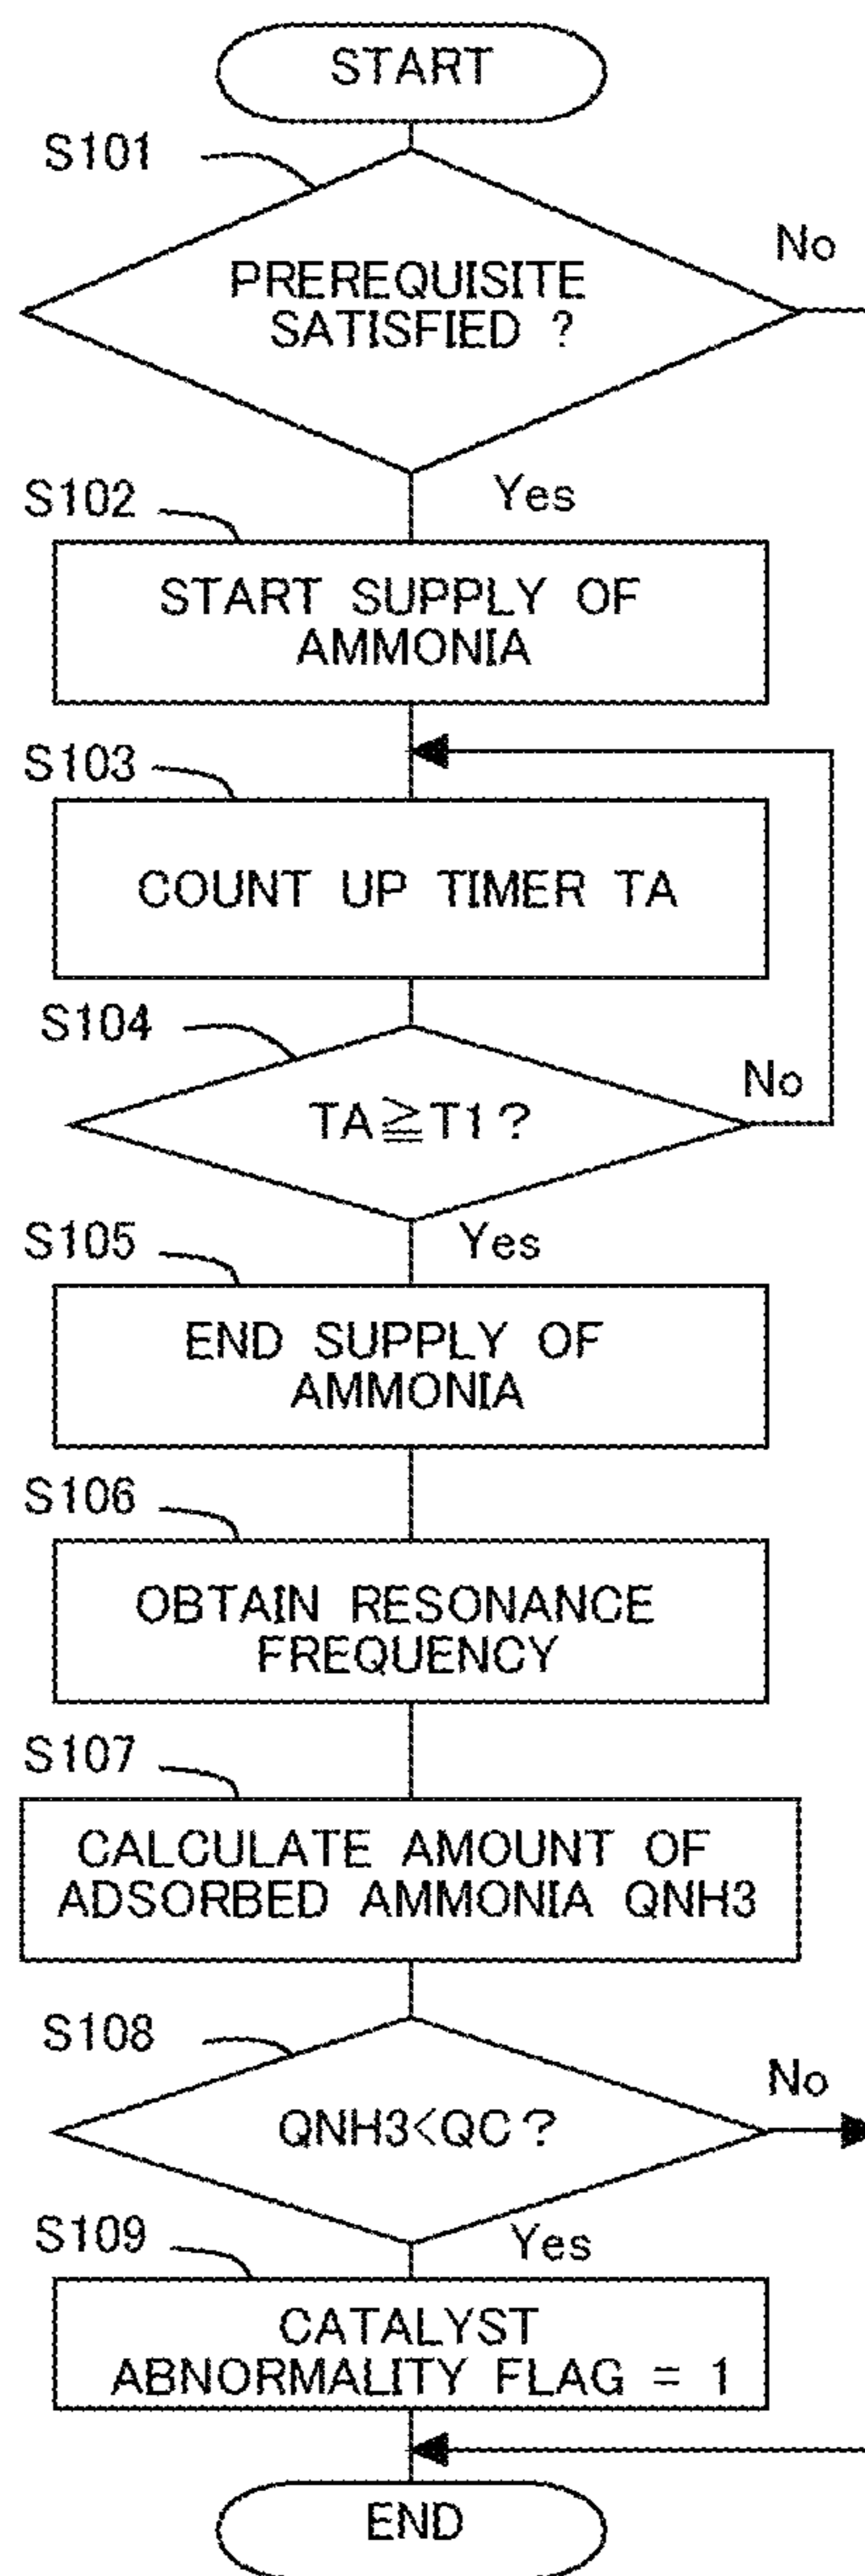 START
S101
PREREQUISITE
SATISFIED ?
No
Yes
S102
START SUPPLY OF
AMMONIA
S103
COUNT UP TIMER TA
S104
TA≧T1?
No
Yes
S105
END SUPPLY OF
AMMONIA
S106
OBTAIN RESONANCE
FREQUENCY
S107
CALCULATE AMOUNT OF
ADSORBED AMMONIA QNH3
S108
QNH3<QC?
No
Yes
S109
CATALYST
ABNORMALITY FLAG = 1
END